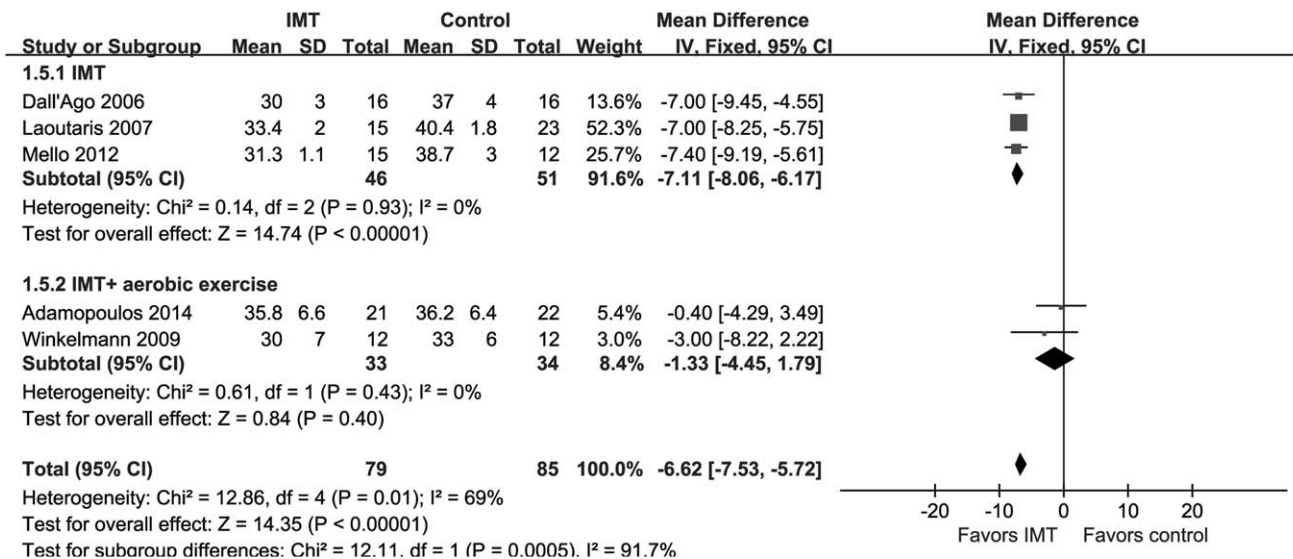 IMT Control Mean Difference Mean Difference
Study or Subgroup Mean SD Total Mean SD Total Weight IV, Fixed, 95% CI IV, Fixed, 95% CI
1.5.1 IMT
Dall'Ago 2006 30 3 16 37 4 16 13.6% -7.00 [-9.45, -4.55]
Laoutaris 2007 33.4 2 15 40.4 1.8 23 52.3% -7.00 [-8.25, -5.75]
Mello 2012 31.3 1.1 15 38.7 3 12 25.7% -7.40 [-9.19, -5.61]
Subtotal (95% CI) 46 51 91.6% -7.11 [-8.06, -6.17]
Heterogeneity: Chi² = 0.14, df = 2 (P = 0.93); I² = 0%
Test for overall effect: Z = 14.74 (P < 0.00001)
1.5.2 IMT+ aerobic exercise
Adamopoulos 2014 35.8 6.6 21 36.2 6.4 22 5.4% -0.40 [-4.29, 3.49]
Winkelmann 2009 30 7 12 33 6 12 3.0% -3.00 [-8.22, 2.22]
Subtotal (95% CI) 33 34 8.4% -1.33 [-4.45, 1.79]
Heterogeneity: Chi² = 0.61, df = 1 (P = 0.43); I² = 0%
Test for overall effect: Z = 0.84 (P = 0.40)
Total (95% CI) 79 85 100.0% -6.62 [-7.53, -5.72]
Heterogeneity: Chi² = 12.86, df = 4 (P = 0.01); I² = 69%
Test for overall effect: Z = 14.35 (P < 0.00001)
Test for subgroup differences: Chi² = 12.11, df = 1 (P = 0.0005), I² = 91.7%
-20 -10 0 10 20
Favors IMT Favors control